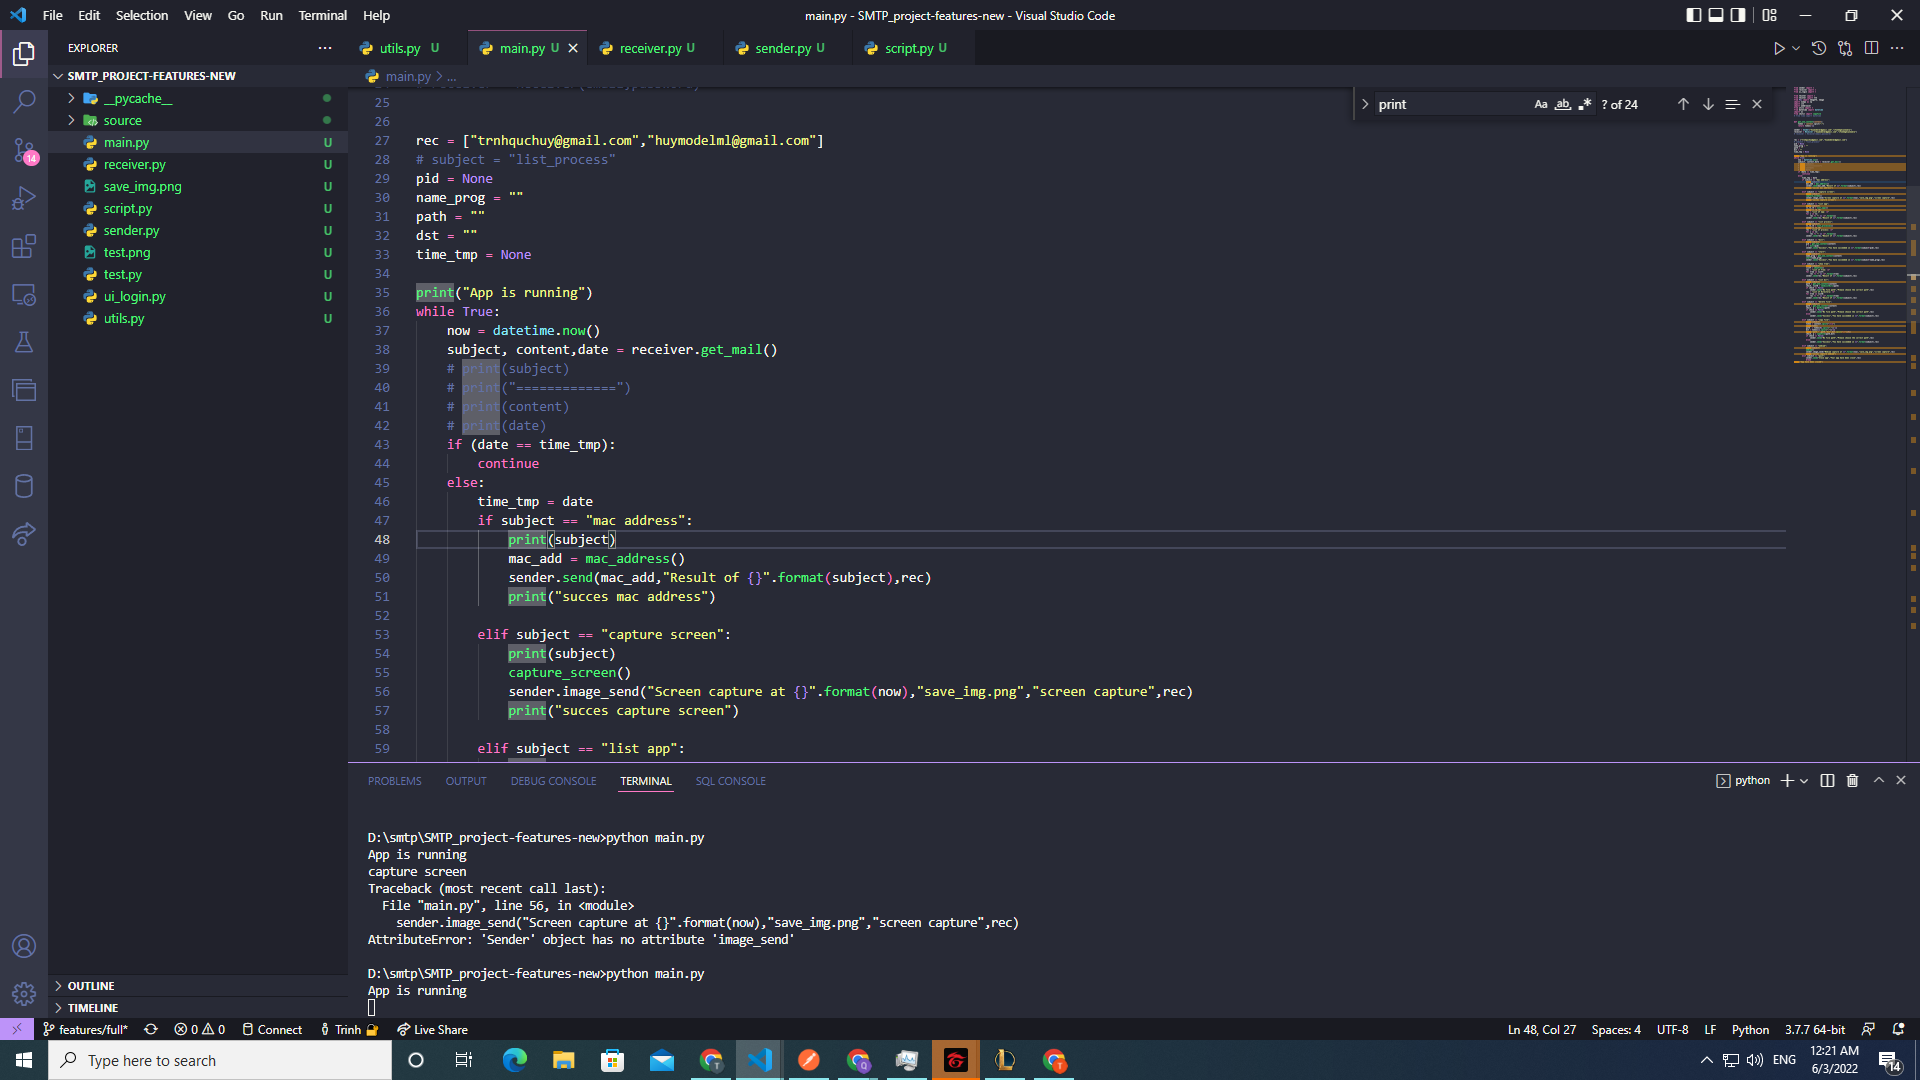 File Edit Selection View Go Run Terminal Help
main.py - SMTP_project-features-new - Visual Studio Code
EXPLORER
SMTP_PROJECT-FEATURES-NEW
__pycache__
source
main.py U
receiver.py U
save_img.png U
script.py U
sender.py U
test.png U
test.py U
ui_login.py U
utils.py U
OUTLINE
TIMELINE
14
utils.py U
main.py U
receiver.py U
sender.py U
script.py U
main.py > ...
print
Aa ab ? of 24
25
26
27 rec = ["trnhquchuy@gmail.com","huymodelml@gmail.com"]
28 # subject = "list_process"
29 pid = None
30 name_prog = ""
31 path = ""
32 dst = ""
33 time_tmp = None
34
35 print("App is running")
36 while True:
37 now = datetime.now()
38 subject, content,date = receiver.get_mail()
39 # print(subject)
40 # print("=============")
41 # print(content)
42 # print(date)
43 if (date == time_tmp):
44 continue
45 else:
46 time_tmp = date
47 if subject == "mac address":
48 print(subject)
49 mac_add = mac_address()
50 sender.send(mac_add,"Result of {}".format(subject),rec)
51 print("succes mac address")
52
53 elif subject == "capture screen":
54 print(subject)
55 capture_screen()
56 sender.image_send("Screen capture at {}".format(now),"save_img.png","screen capture",rec)
57 print("succes capture screen")
58
59 elif subject == "list app":
PROBLEMS OUTPUT DEBUG CONSOLE TERMINAL SQL CONSOLE
python
D:\smtp\SMTP_project-features-new>python main.py
App is running
capture screen
Traceback (most recent call last):
File "main.py", line 56, in <module>
sender.image_send("Screen capture at {}".format(now),"save_img.png","screen capture",rec)
AttributeError: 'Sender' object has no attribute 'image_send'
D:\smtp\SMTP_project-features-new>python main.py
App is running
features/full* 0 0 Connect Trinh Live Share
Ln 48, Col 27 Spaces: 4 UTF-8 LF Python 3.7.7 64-bit
Type here to search
ENG
12:21 AM
6/3/2022
14